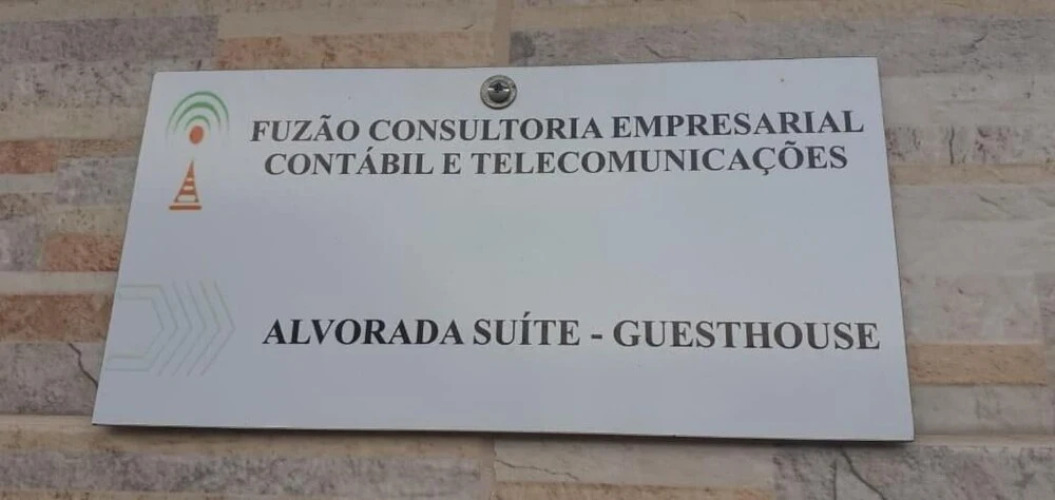 FUZÃO CONSULTORIA EMPRESARIAL
CONTÁBIL E TELECOMUNICAÇÕES
ALVORADA SUÍTE - GUESTHOUSE